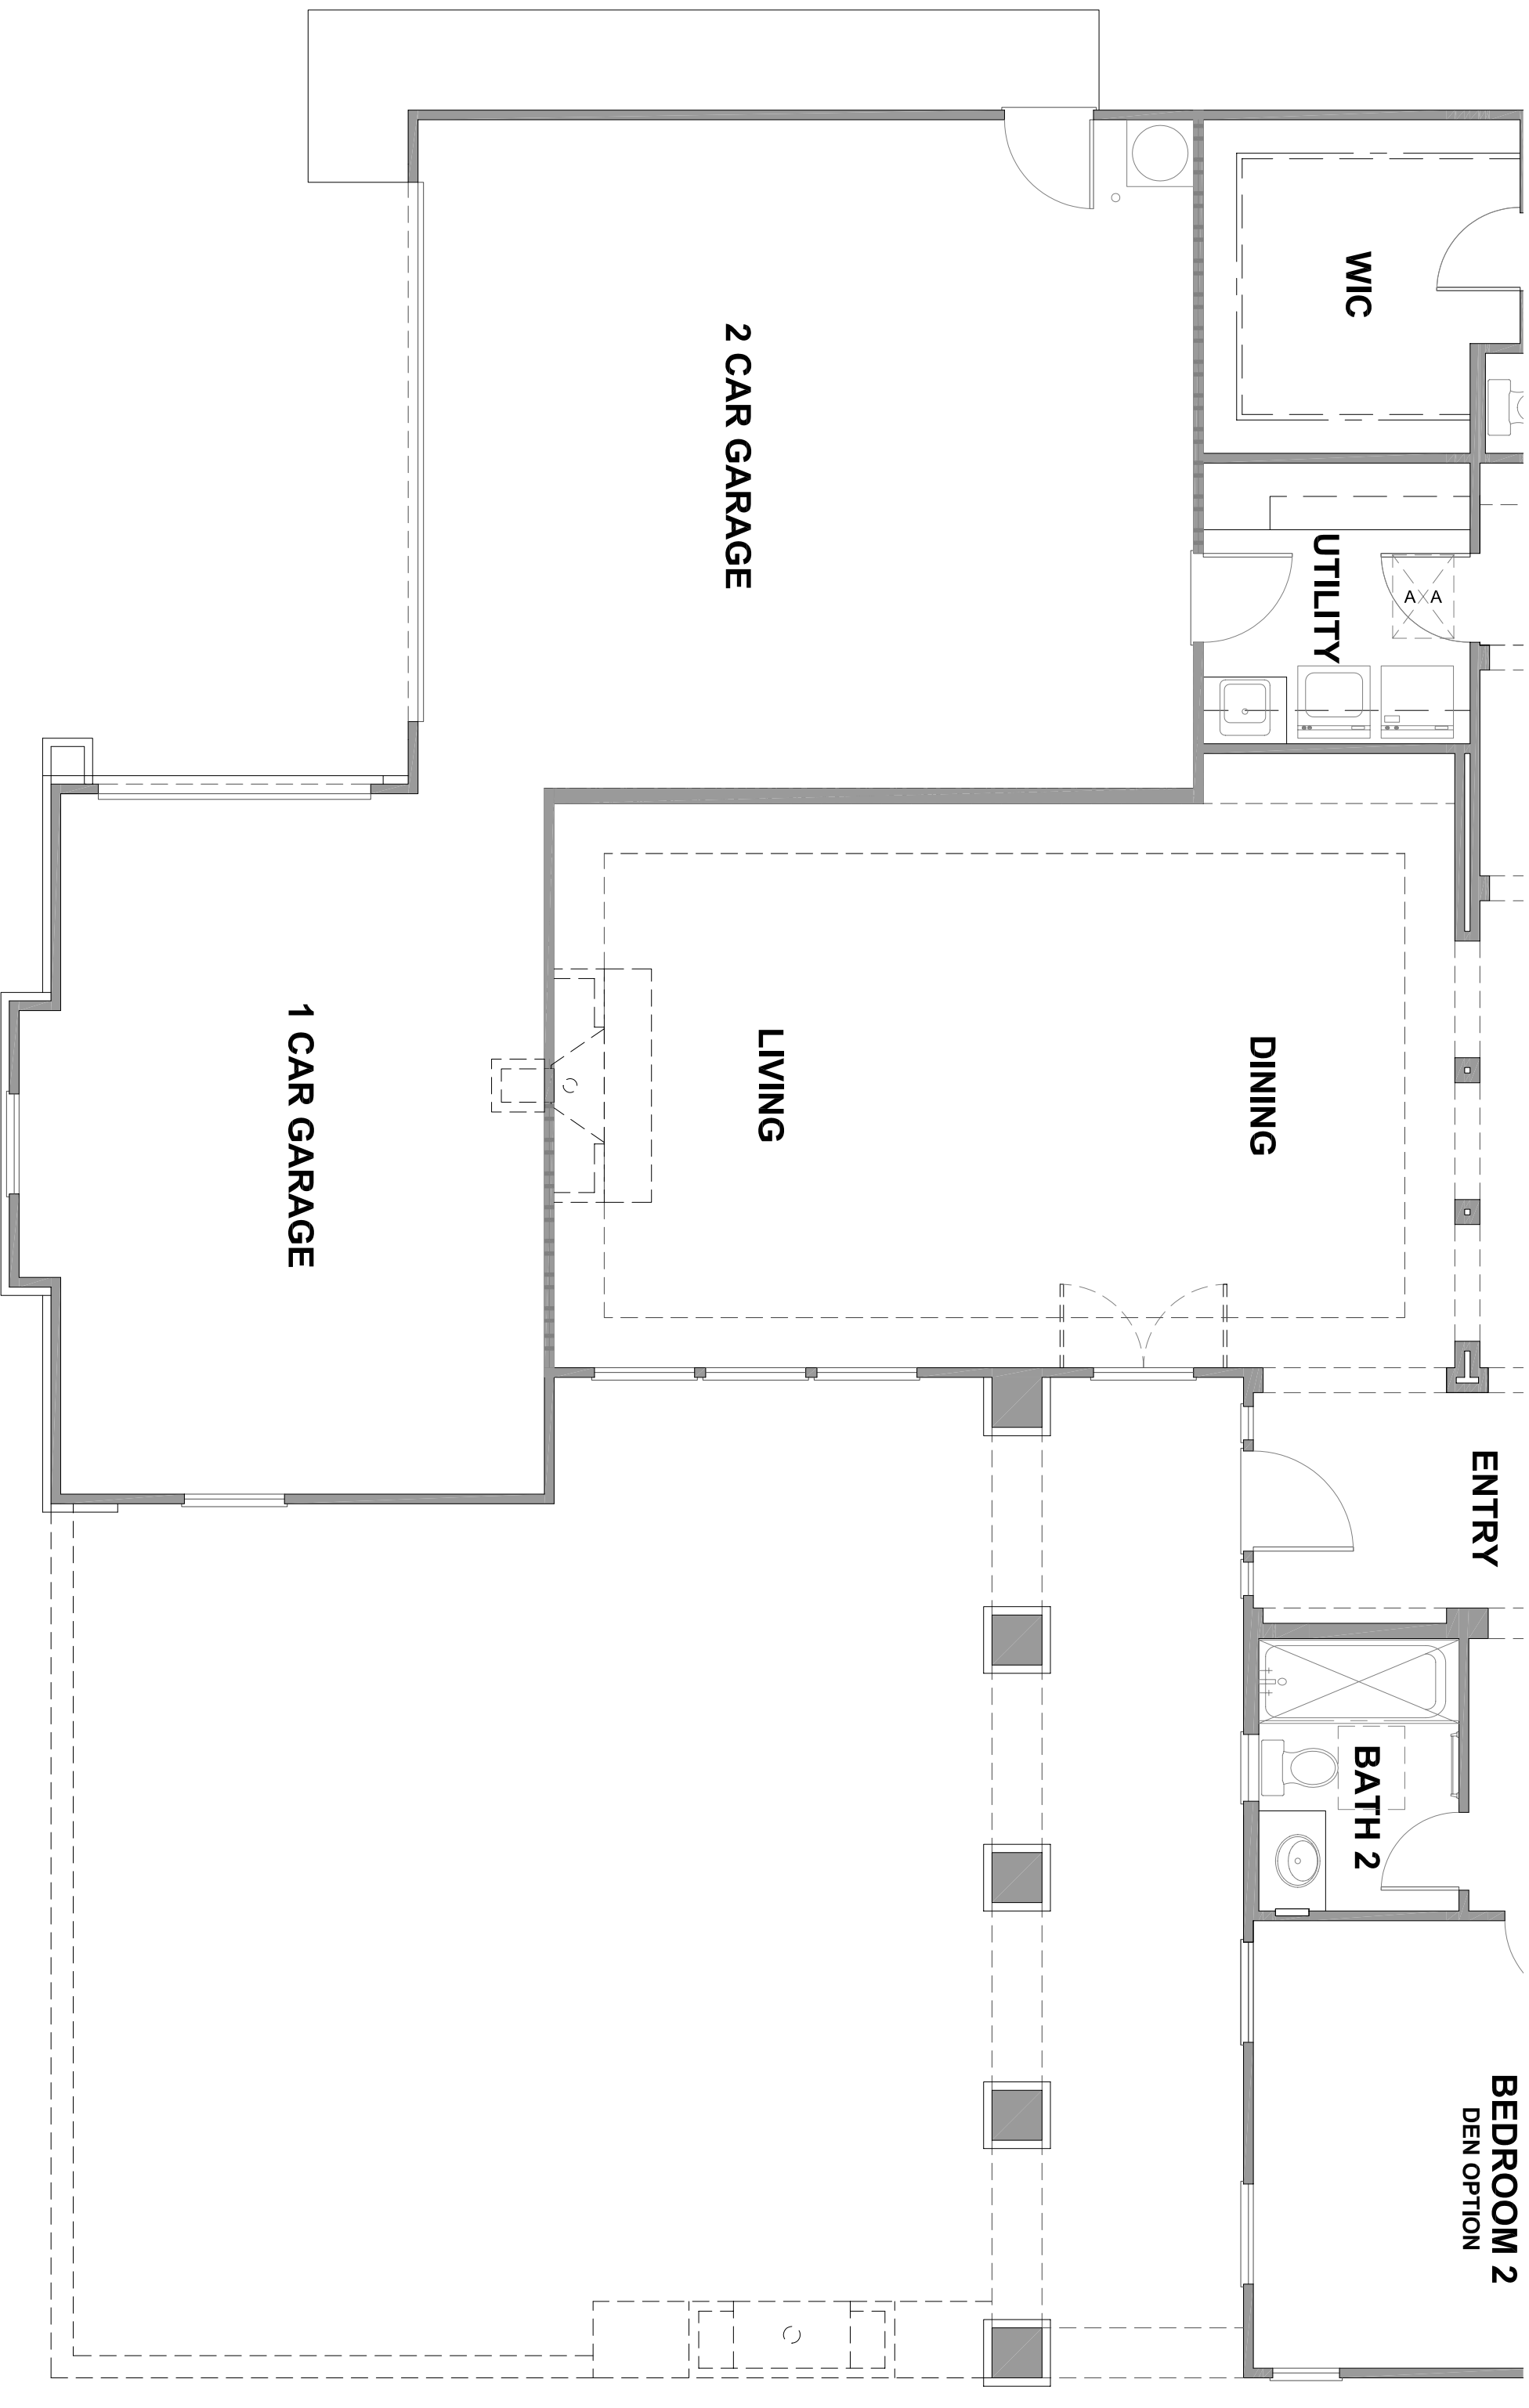 WIC
2 CAR GARAGE
UTILITY
A A
1 CAR GARAGE
LIVING
DINING
ENTRY
BATH 2
BEDROOM 2
DEN OPTION